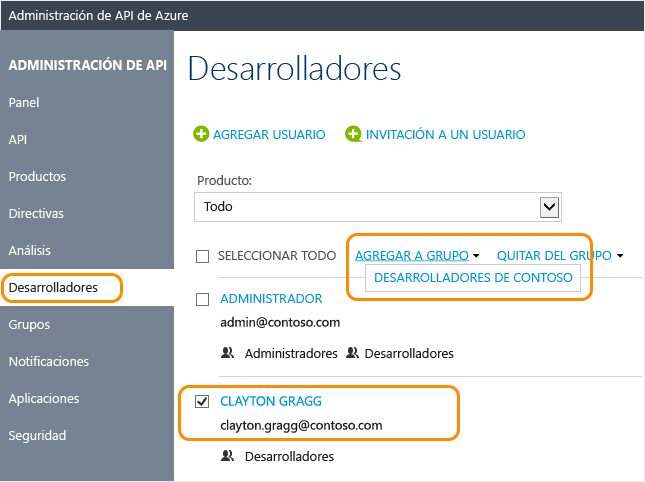 Administración de API de Azure
ADMINISTRACIÓN DE API
Panel
API
Productos
Directivas
Análisis
Desarrolladores
Grupos
Notificaciones
Aplicaciones
Seguridad
Desarrolladores
AGREGAR USUARIO INVITACIÓN A UN USUARIO
Producto:
Todo
SELECCIONAR TODO AGREGAR A GRUPO QUITAR DEL GRUPO
DESARROLLADORES DE CONTOSO
ADMINISTRADOR
admin@contoso.com
Administradores Desarrolladores
CLAYTON GRAGG
clayton.gragg@contoso.com
Desarrolladores